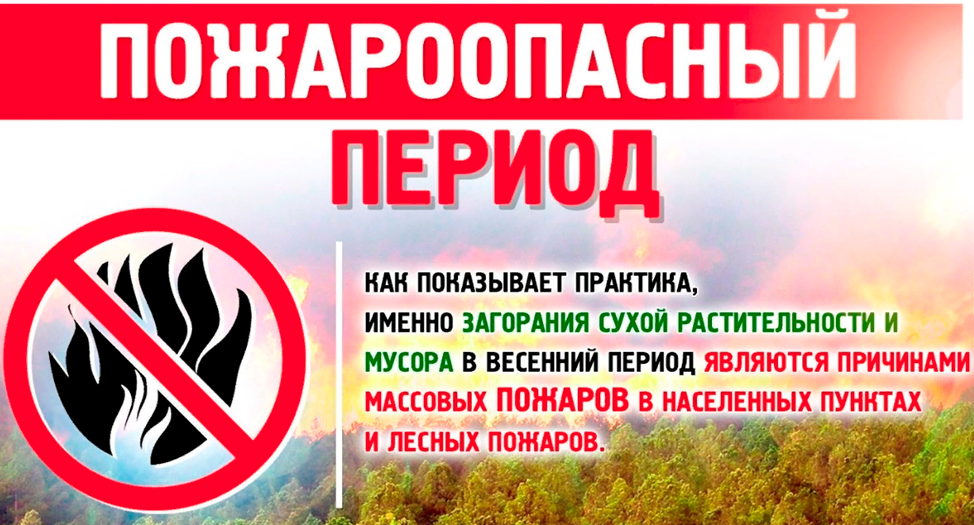 ПОЖАРООПАСНЫЙ
ПЕРИОД
КАК ПОКАЗЫВАЕТ ПРАКТИКА,
ИМЕННО ЗАГОРАНИЯ СУХОЙ РАСТИТЕЛЬНОСТИ И
МУСОРА В ВЕСЕННИЙ ПЕРИОД ЯВЛЯЮТСЯ ПРИЧИНАМИ
МАССОВЫХ ПОЖАРОВ В НАСЕЛЕННЫХ ПУНКТАХ
И ЛЕСНЫХ ПОЖАРОВ.